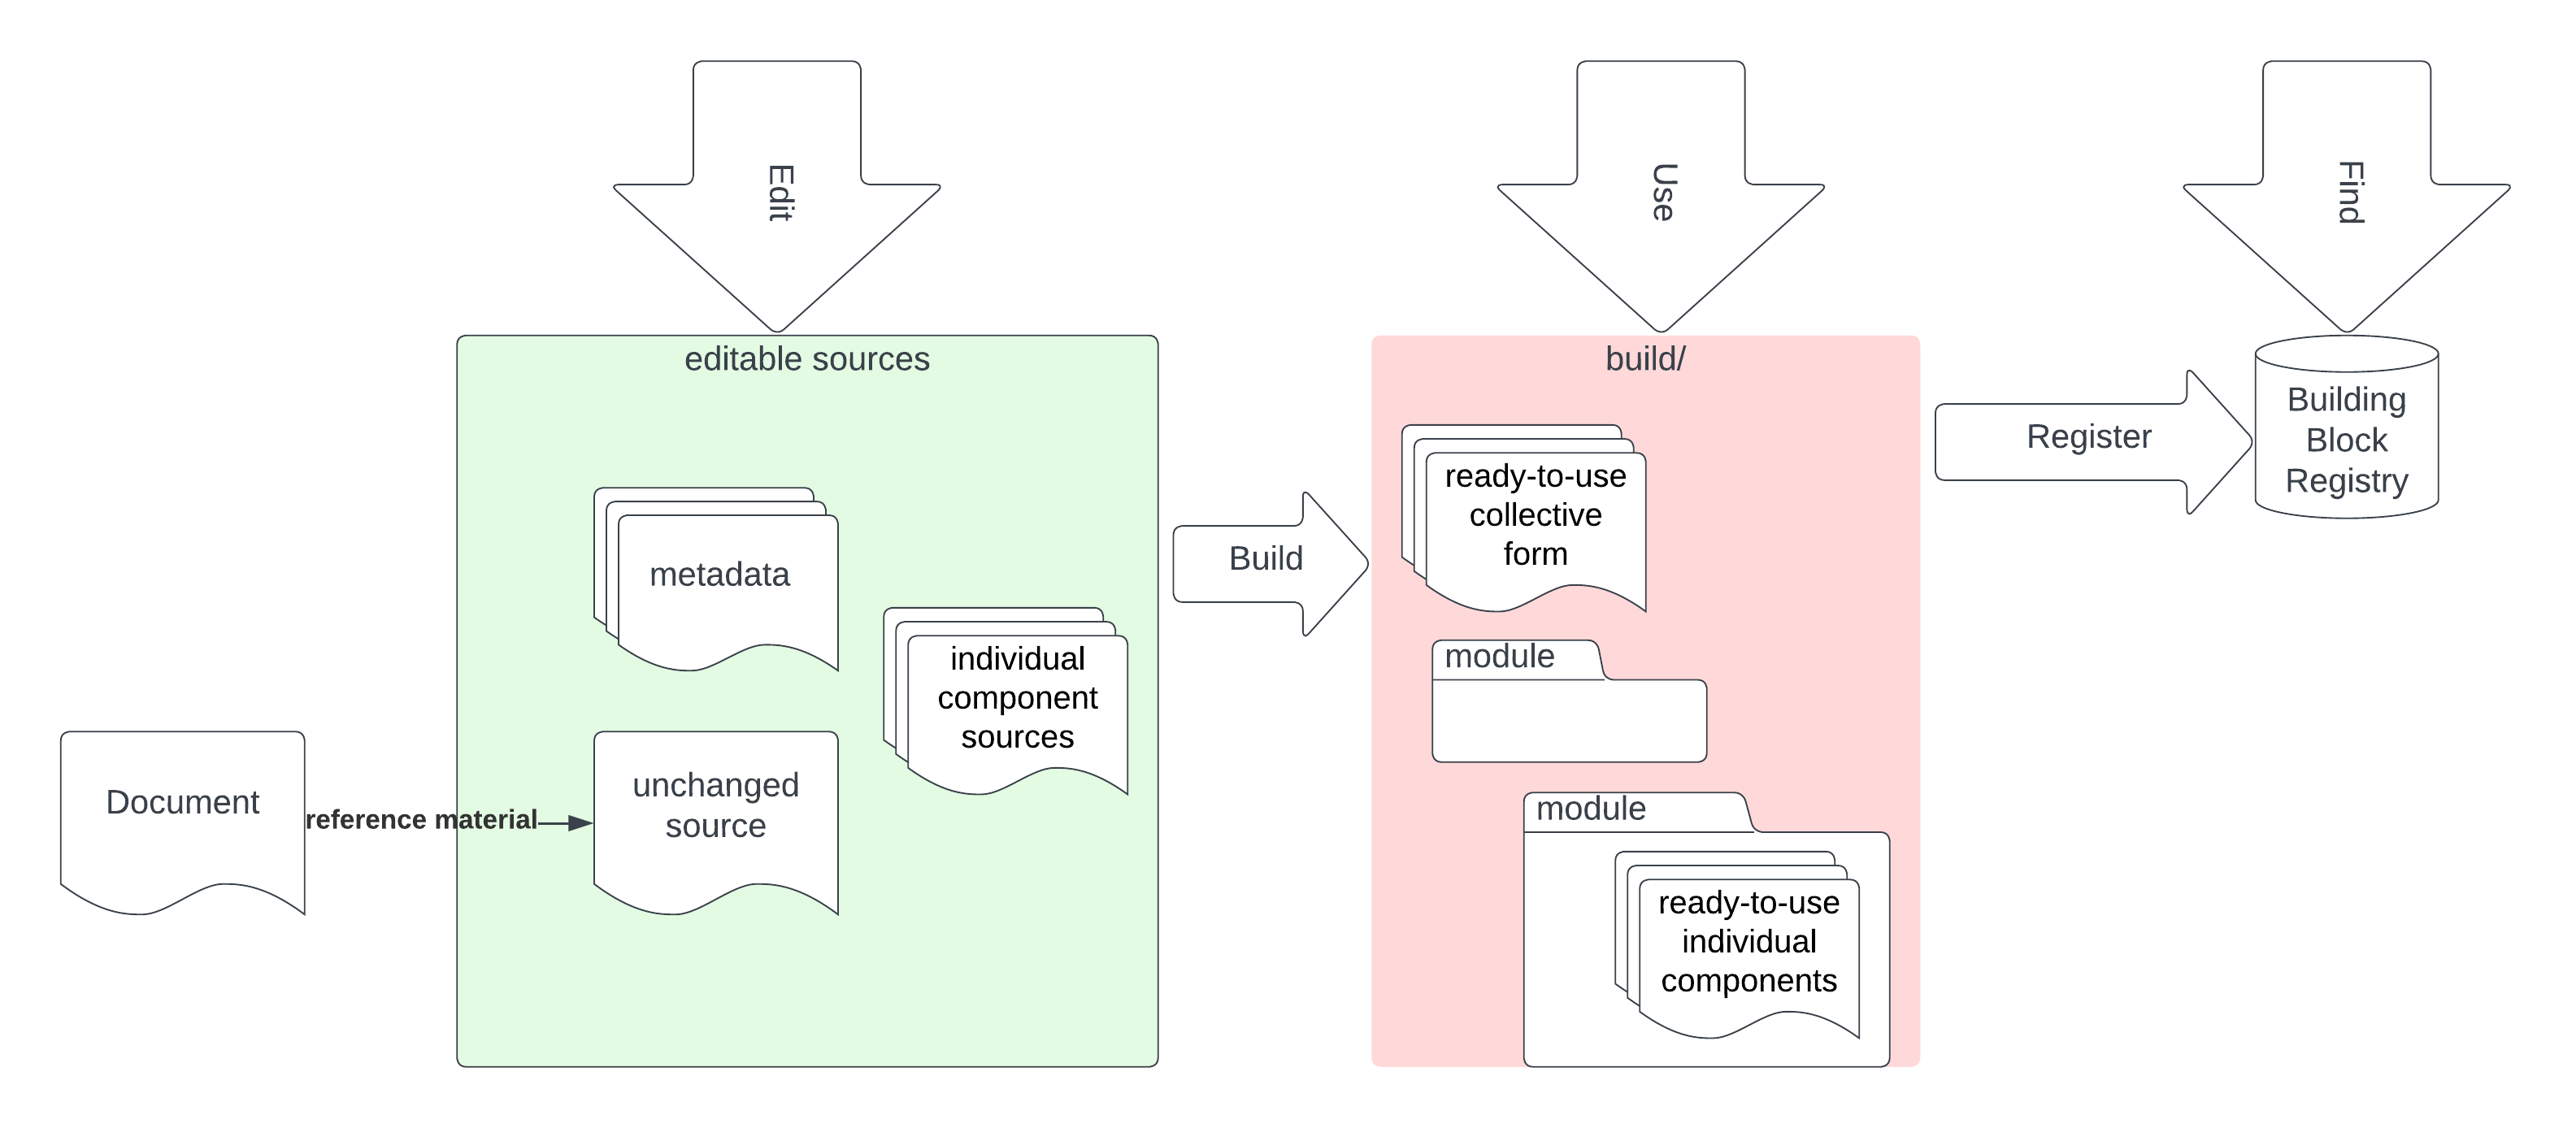 Edit
Use
Find
editable sources
build/
Building
Block
Registry
Register
ready-to-use
collective
form
Build
metadata
individual
component
sources
module
Document
reference material
unchanged
source
module
ready-to-use
individual
components